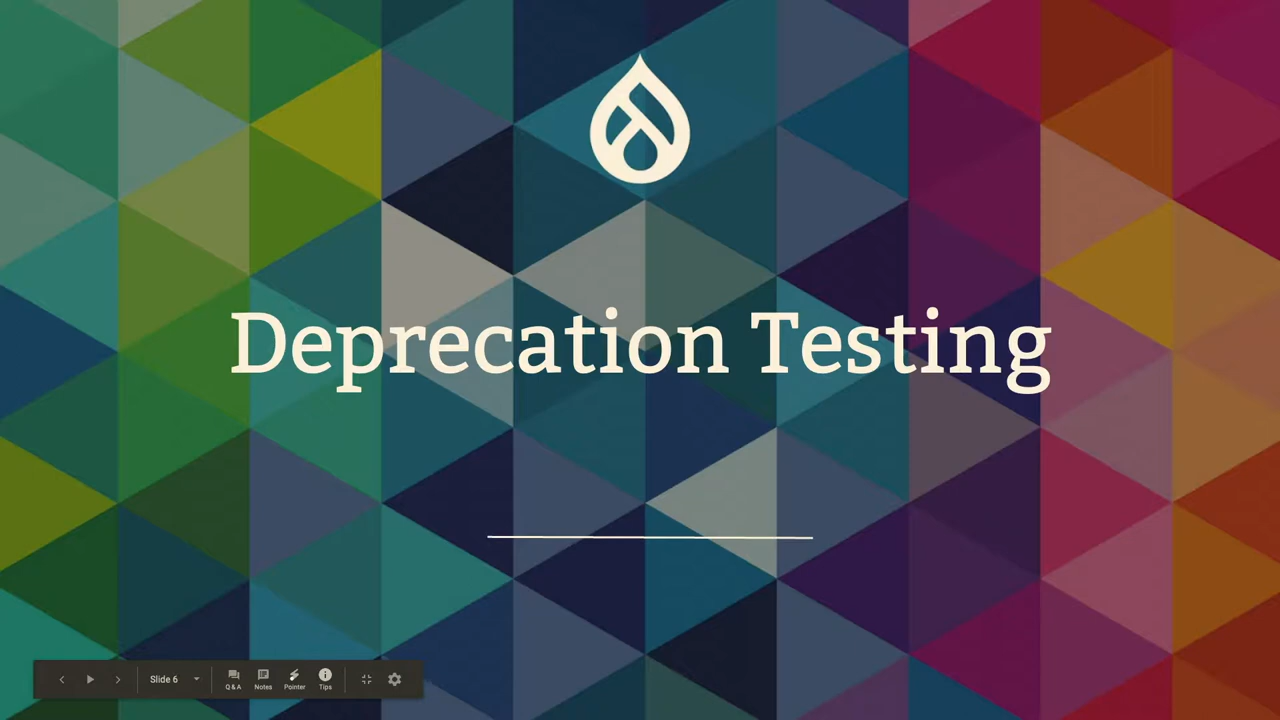 Deprecation Testing
Slide 6
Q&A
Notes
Pointer
Tips